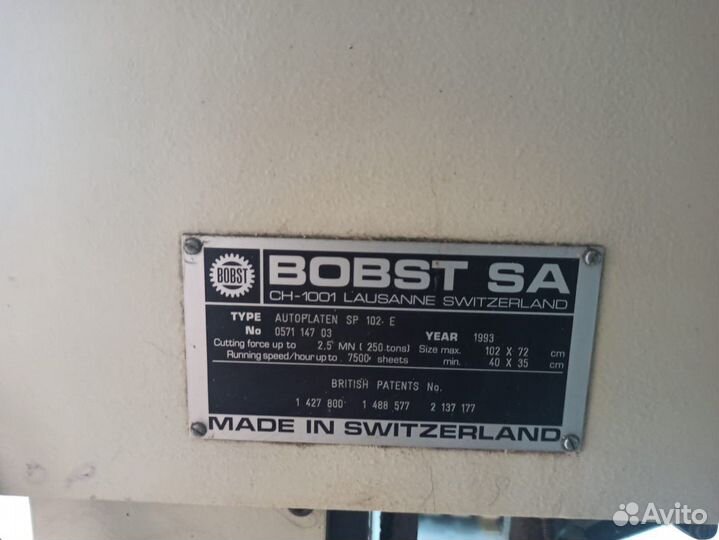 BOBST
BOBST SA
CH-1001 LAUSANNE SWITZERLAND
TYPE AUTOPLATEN SP 102-E
No 0571 147 03 YEAR 1993
Cutting force up to 2.5 MN (250 tons) Size max. 102 X 72 cm
Running speed/hour up to 7500 sheets min. 40 X 35 cm
BRITISH PATENTS No.
1 427 800 1 488 577 2 137 177
MADE IN SWITZERLAND
Avito